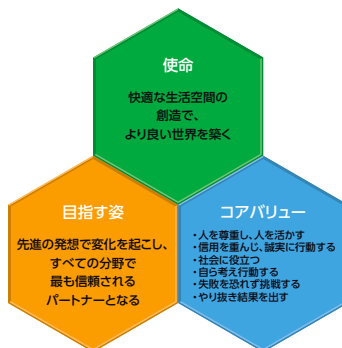 使命
快適な生活空間の
創造で、
より良い世界を築く
目指す姿
先進の発想で変化を起こし、
すべての分野で
最も信頼される
パートナーとなる
コアバリュー
・人を尊重し、人を活かす
・信用を重んじ、誠実に行動する
・社会に役立つ
・自ら考え行動する
・失敗を恐れず挑戦する
・やり抜き結果を出す